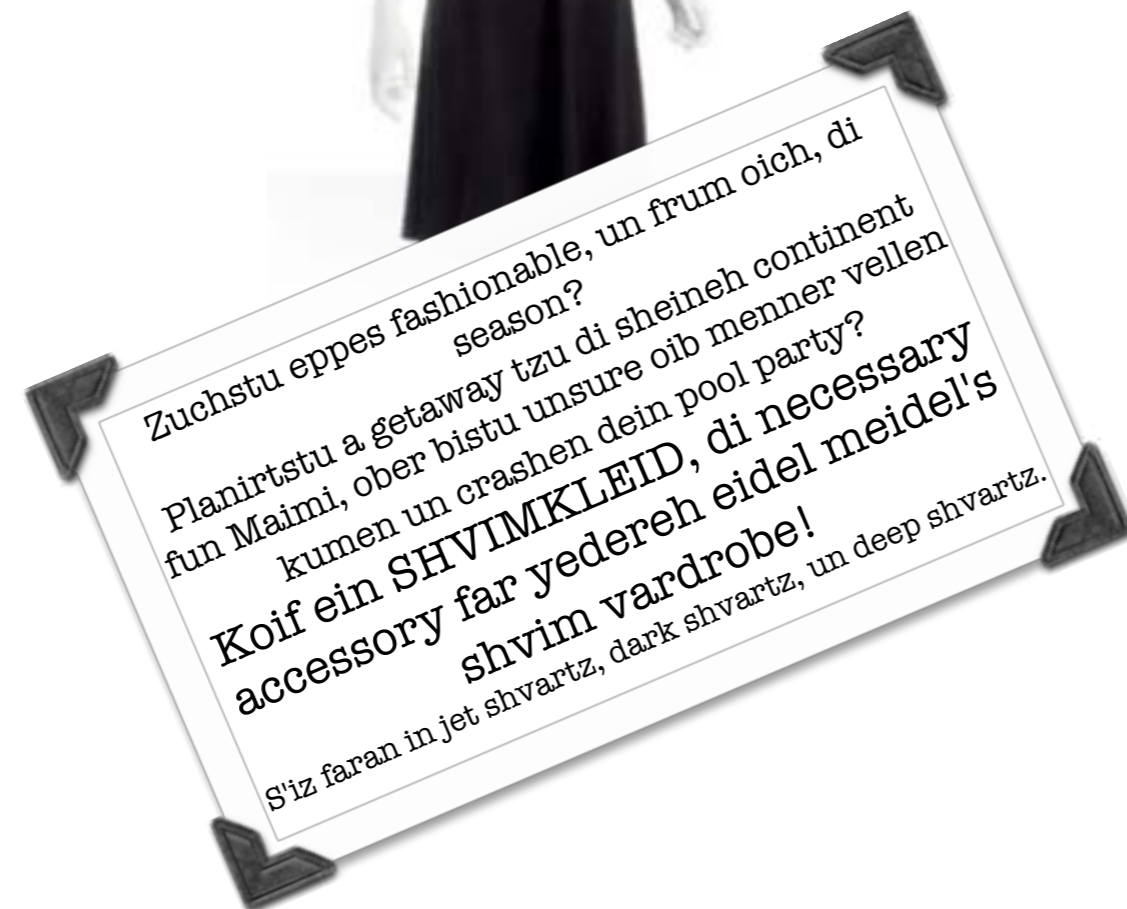 Zuchstu eppes fashionable, un frum oich, di
season?
Planirtstu a getaway tzu di sheineh continent
fun Maimi, ober bistu unsure oib menner vellen
kumen un crashen dein pool party?
Koif ein SHVIMKLEID, di necessary
accessory far yedereh eidel meidel's
shvim vardrobe!
S'iz faran in jet shvartz, dark shvartz, un deep shvartz.